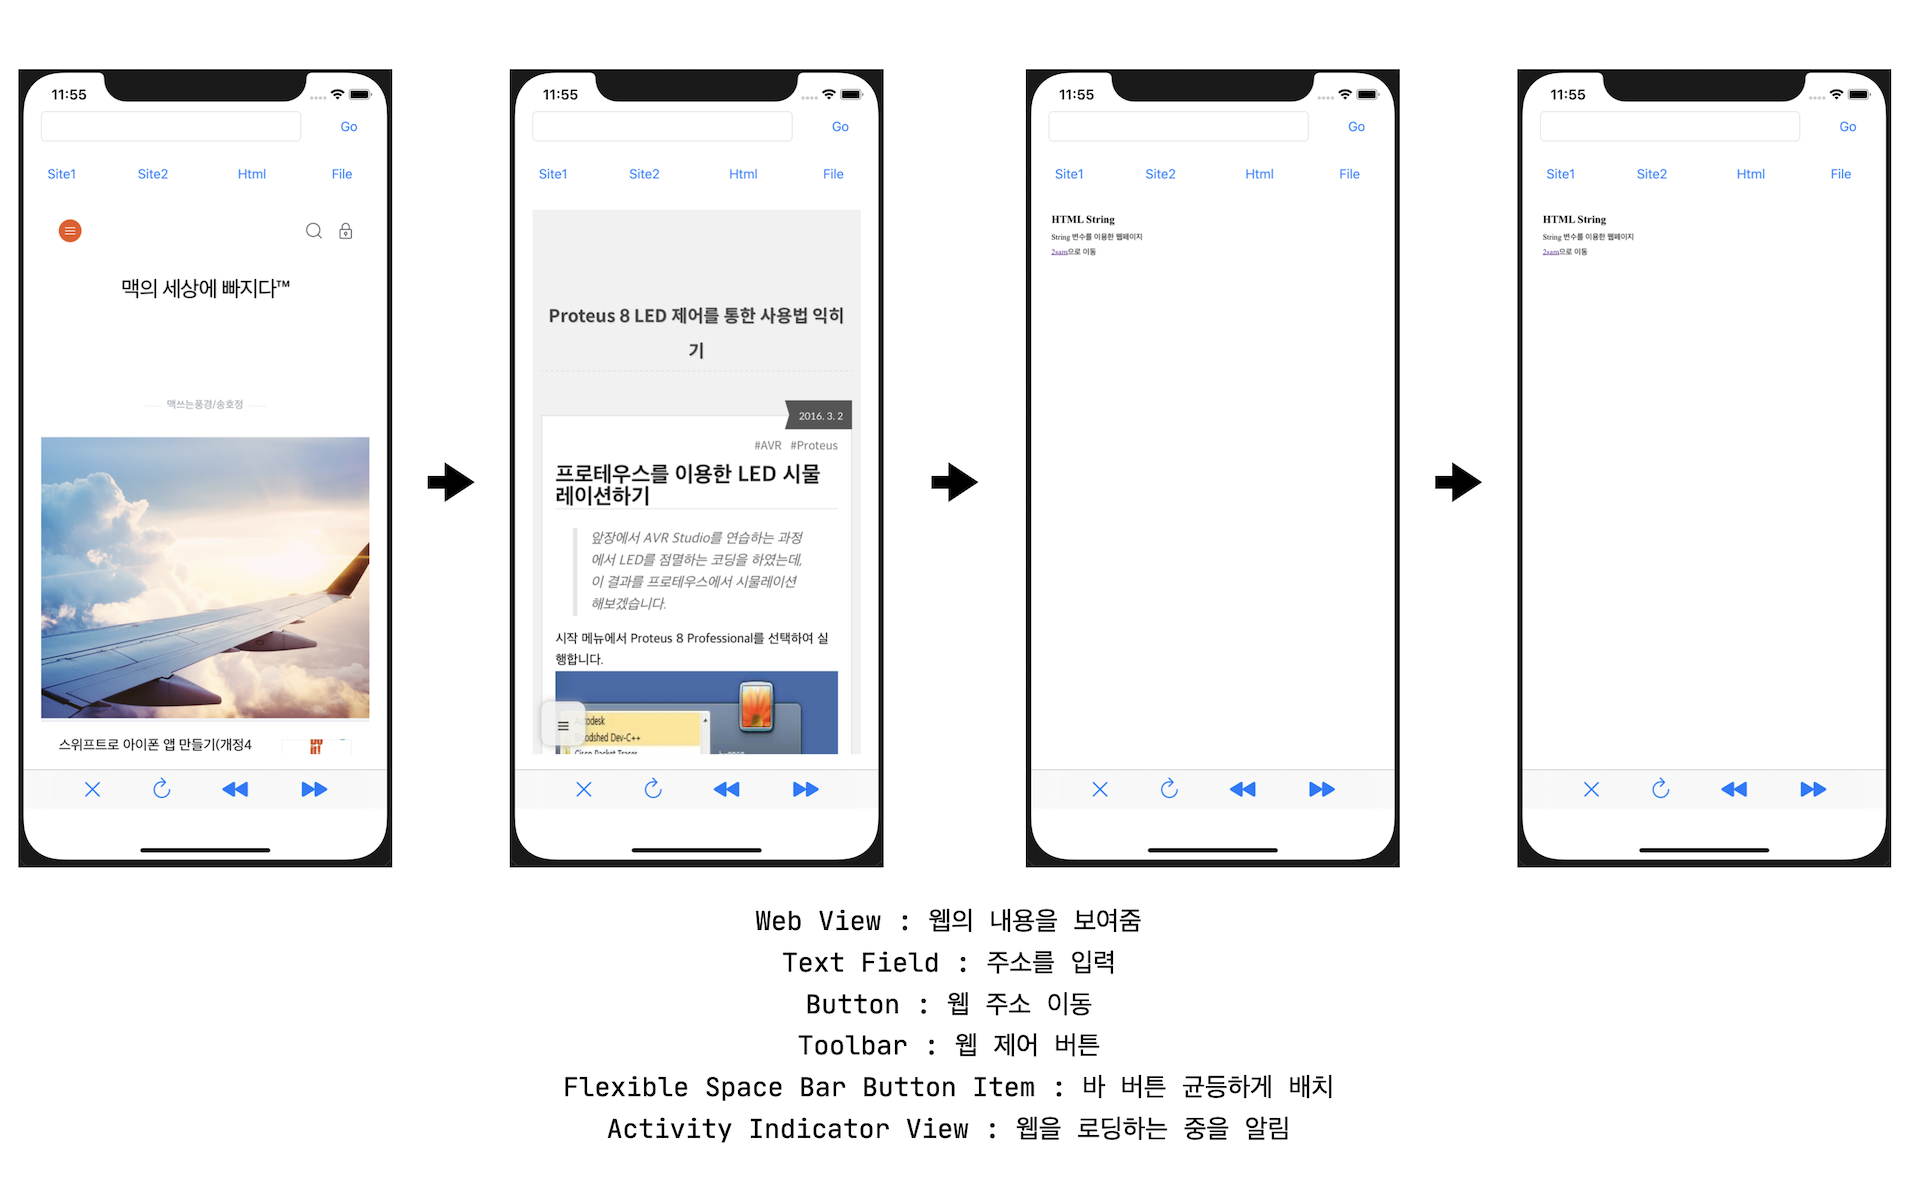 11:55
Go
Site1 Site2 Html File
맥의 세상에 빠지다™
맥쓰는풍경/송호정
스위프트로 아이폰 앱 만들기(개정4
11:55
Go
Site1 Site2 Html File
Proteus 8 LED 제어를 통한 사용법 익히
기
2016. 3. 2
#AVR #Proteus
프로테우스를 이용한 LED 시물
레이션하기
앞장에서 AVR Studio를 연습하는 과정
에서 LED를 점멸하는 코딩을 하였는데,
이 결과를 프로테우스에서 시물레이션
해보겠습니다.
시작 메뉴에서 Proteus 8 Professional를 선택하여 실
행합니다.
odesk
odshed Dev-C++
Cisco Packet Tracer
11:55
Go
Site1 Site2 Html File
HTML String
String 변수를 이용한 웹페이지
2sam으로 이동
11:55
Go
Site1 Site2 Html File
HTML String
String 변수를 이용한 웹페이지
2sam으로 이동
Web View : 웹의 내용을 보여줌
Text Field : 주소를 입력
Button : 웹 주소 이동
Toolbar : 웹 제어 버튼
Flexible Space Bar Button Item : 바 버튼 균등하게 배치
Activity Indicator View : 웹을 로딩하는 중을 알림